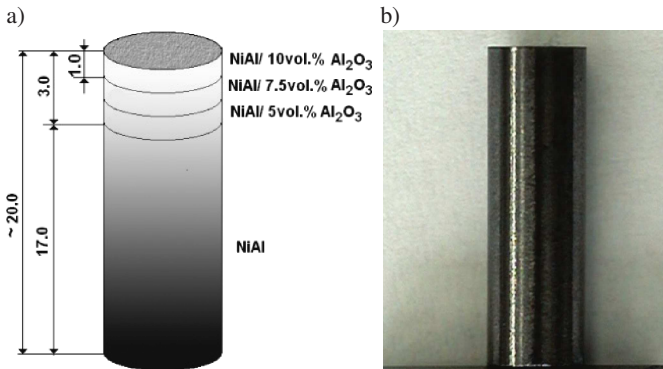 a)
b)
1.0
3.0
~ 20.0
17.0
NiAl/ 10vol.% Al₂O₃
NiAl/ 7.5vol.% Al₂O₃
NiAl/ 5vol.% Al₂O₃
NiAl